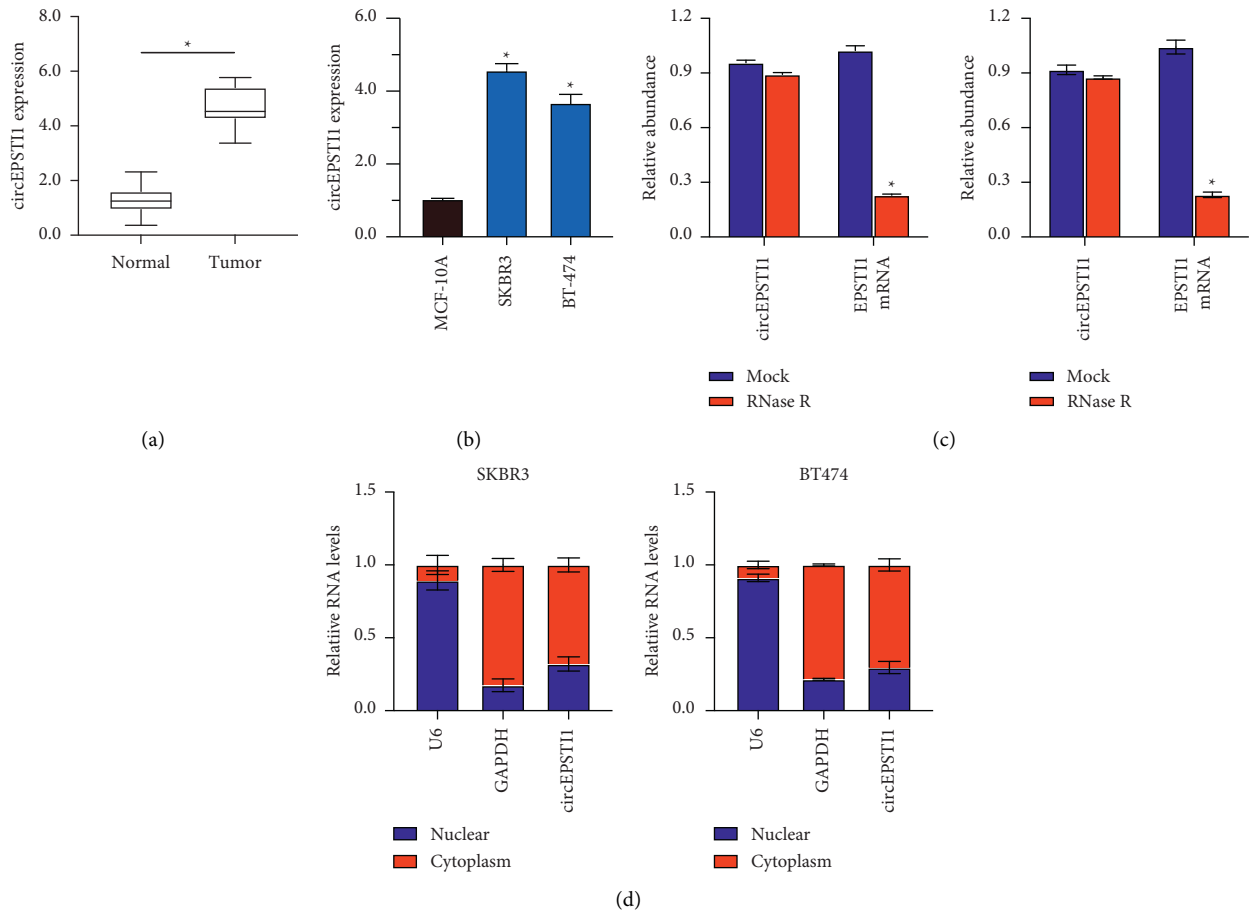 circEPSTI1 expression
8.0
6.0
4.0
2.0
0.0
*
Normal
Tumor
(a)
circEPSTI1 expression
6.0
4.0
2.0
0.0
*
*
MCF-10A
SKBR3
BT-474
(b)
Relative abundance
1.2
0.9
0.6
0.3
0.0
*
circEPSTI1
EPSTI1
mRNA
Mock
RNase R
Relative abundance
1.2
0.9
0.6
0.3
0.0
*
circEPSTI1
EPSTI1
mRNA
Mock
RNase R
(c)
SKBR3
Relatiive RNA levels
1.5
1.0
0.5
0.0
U6
GAPDH
circEPSTI1
Nuclear
Cytoplasm
BT474
Relatiive RNA levels
1.5
1.0
0.5
0.0
U6
GAPDH
circEPSTI1
Nuclear
Cytoplasm
(d)